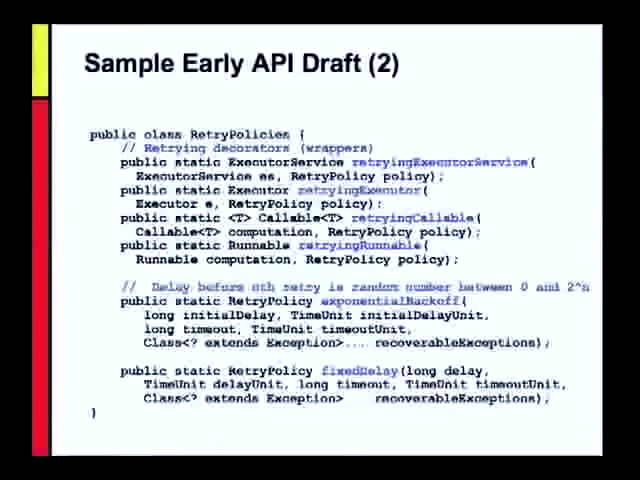 Sample Early API Draft (2)
public class RetryPolicies {
// Retrying decorators (wrappers)
public static ExecutorService retryingExecutorService(
ExecutorService es, RetryPolicy policy);
public static Executor retryingExecutor(
Executor e, RetryPolicy policy);
public static <T> Callable<T> retryingCallable(
Callable<T> computation, RetryPolicy policy);
public static Runnable retryingRunnable(
Runnable computation, RetryPolicy policy);
// Delay before nth retry is random number between 0 and 2^n
public static RetryPolicy exponentialBackoff(
long initialDelay, TimeUnit initialDelayUnit,
long timeout, TimeUnit timeoutUnit,
Class<? extends Exception>... recoverableExceptions);
public static RetryPolicy fixedDelay(long delay,
TimeUnit delayUnit, long timeout, TimeUnit timeoutUnit,
Class<? extends Exception>... recoverableExceptions);
}